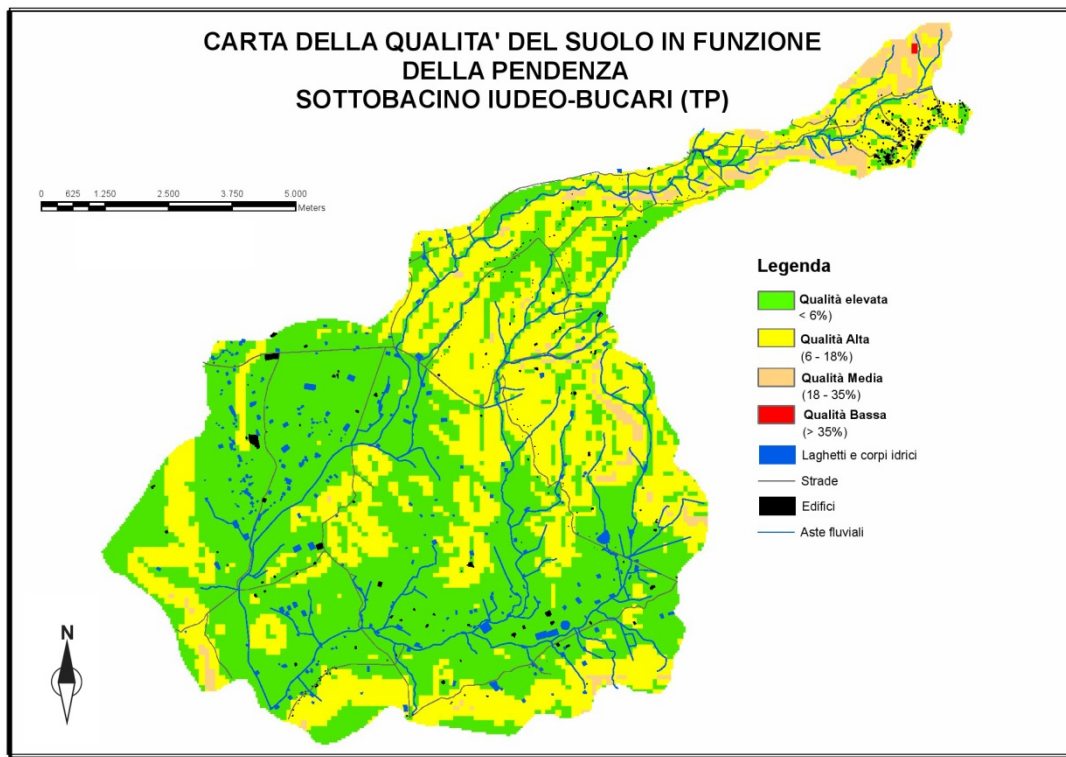 CARTA DELLA QUALITA' DEL SUOLO IN FUNZIONE
DELLA PENDENZA
SOTTOBACINO IUDEO-BUCARI (TP)
0 625 1.250 2.500 3.750 5.000
Meters
Legenda
Qualità elevata
< 6%)
Qualità Alta
(6 - 18%)
Qualità Media
(18 - 35%)
Qualità Bassa
(> 35%)
Laghetti e corpi idrici
Strade
Edifici
Aste fluviali
N